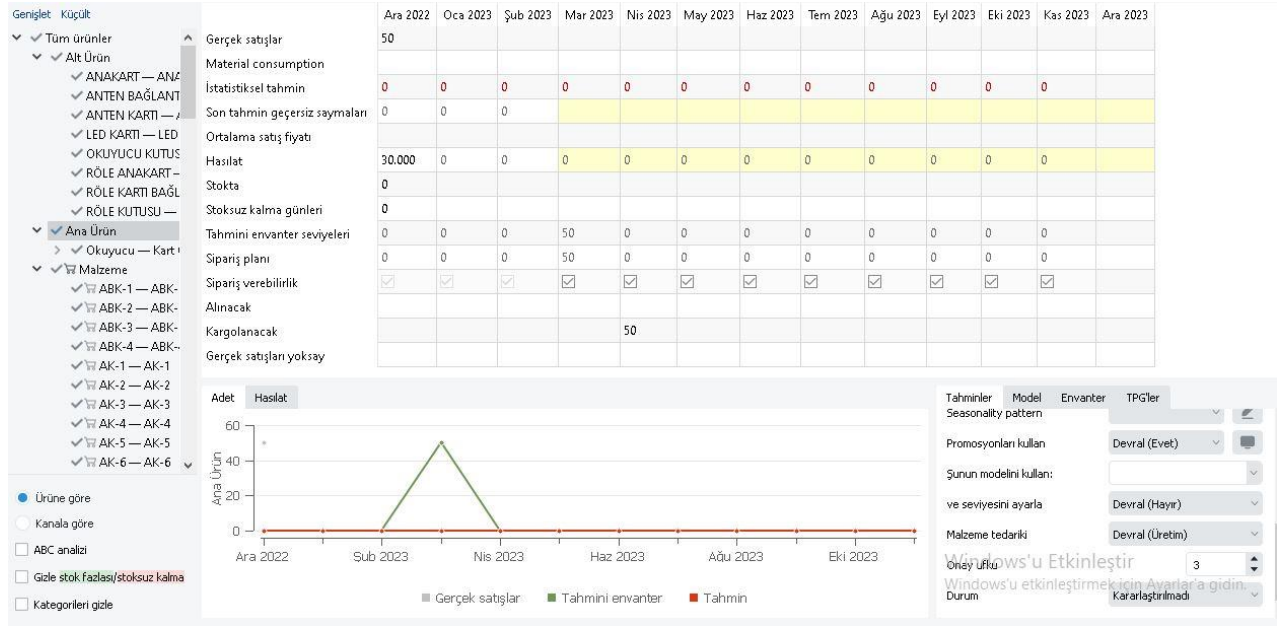 Genişlet Küçült
Ara 2022 Oca 2023 Şub 2023 Mar 2023 Nis 2023 May 2023 Haz 2023 Tem 2023 Ağu 2023 Eyl 2023 Eki 2023 Kas 2023 Ara 2023
Tüm ürünler
Alt Ürün
ANAKART — ANA
ANTEN BAĞLANT
ANTEN KARTI —
LED KARTI — LED
OKUYUCU KUTUS
RÖLE ANAKART —
RÖLE KARTI BAĞL
RÖLE KUTUSU —
Ana Ürün
Okuyucu — Kart
Malzeme
ABK-1 — ABK-
ABK-2 — ABK-
ABK-3 — ABK-
ABK-4 — ABK-
AK-1 — AK-1
AK-2 — AK-2
AK-3 — AK-3
AK-4 — AK-4
AK-5 — AK-5
AK-6 — AK-6
Gerçek satışlar 50
Material consumption
İstatistiksel tahmin 0 0 0 0 0 0 0 0 0 0 0 0
Son tahmin geçersiz saymaları 0 0 0
Ortalama satış fiyatı
Hasılat 30.000 0 0 0 0 0 0 0 0 0 0 0
Stokta 0
Stoksuz kalma günleri 0
Tahmini envanter seviyeleri 0 0 0 50 0 0 0 0 0 0 0 0
Sipariş planı 0 0 0 50 0 0 0 0 0 0 0 0
Sipariş verebilirlik
Alınacak
Kargolanacak 50
Gerçek satışları yoksay
Ürüne göre
Kanala göre
ABC analizi
Gizle stok fazlası/stoksuz kalma
Kategorileri gizle
Adet Hasılat
Ana Ürün
60
40
20
0
Ara 2022 Şub 2023 Nis 2023 Haz 2023 Ağu 2023 Eki 2023
Gerçek satışlar Tahmini envanter Tahmin
Tahminler Model Envanter TPG'ler
Seasonality pattern
Promosyonları kullan Devral (Evet)
Şunun modelini kullan:
ve seviyesini ayarla Devral (Hayır)
Malzeme tedariki Devral (Üretim)
Windows'u Etkinleştir
Onay ufku 3
Windows'u etkinleştirmek için Ayarlar'a gidin.
Durum Kararlaştırılmadı